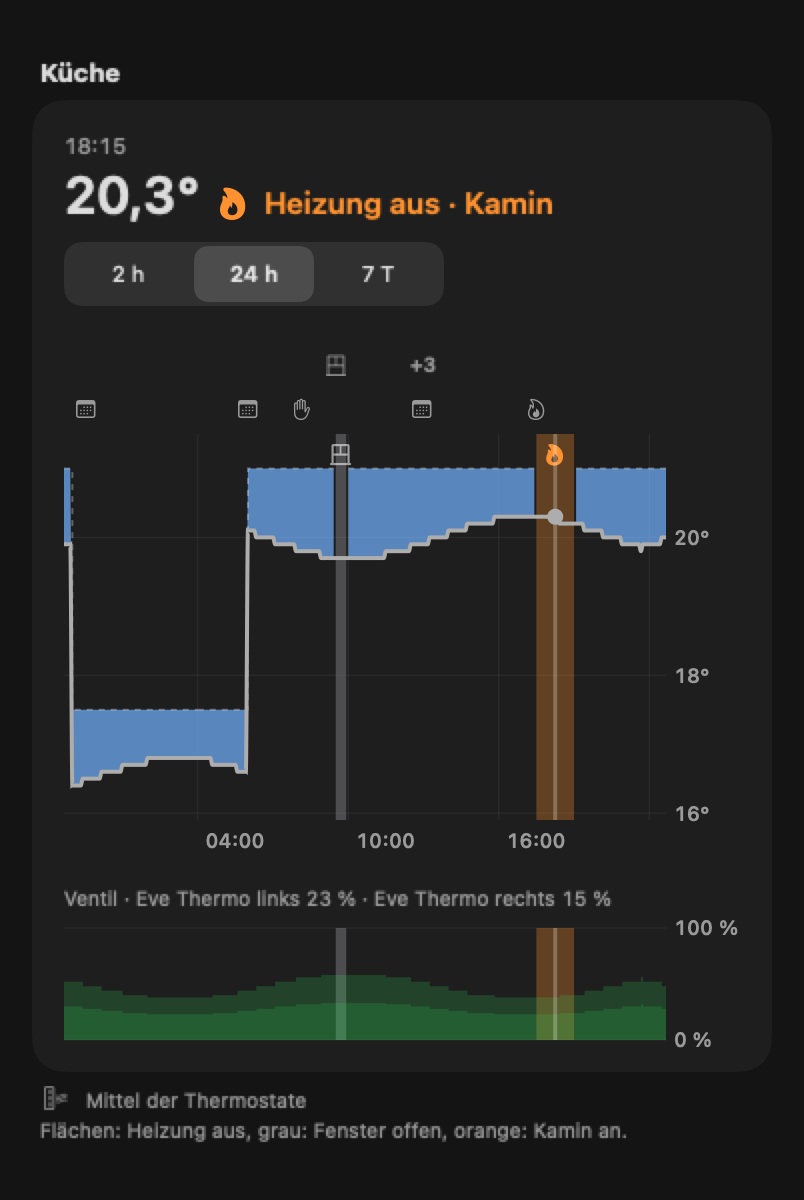 Küche
18:15
20,3° Heizung aus · Kamin
2 h 24 h 7 T
+3
20°
18°
16°
04:00 10:00 16:00
Ventil · Eve Thermo links 23 % · Eve Thermo rechts 15 %
100 %
0 %
Mittel der Thermostate
Flächen: Heizung aus, grau: Fenster offen, orange: Kamin an.